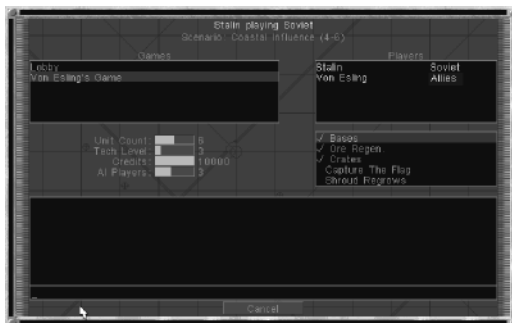 Stalin playing Soviet
Scenario: Coastal Influence (4-6)
Games
Players
Lobby
Von Esling's Game
Stalin Soviet
Von Esling Allies
Unit Count: 6
Tech Level: 3
Credits: 10000
AI Players: 3
Bases
Ore Regen.
Crates
Capture The Flag
Shroud Regrows
Cancel